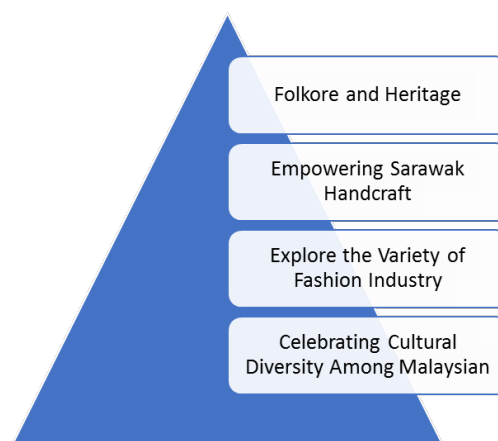 Folkore and Heritage
Empowering Sarawak
Handcraft
Explore the Variety of
Fashion Industry
Celebrating Cultural
Diversity Among Malaysian